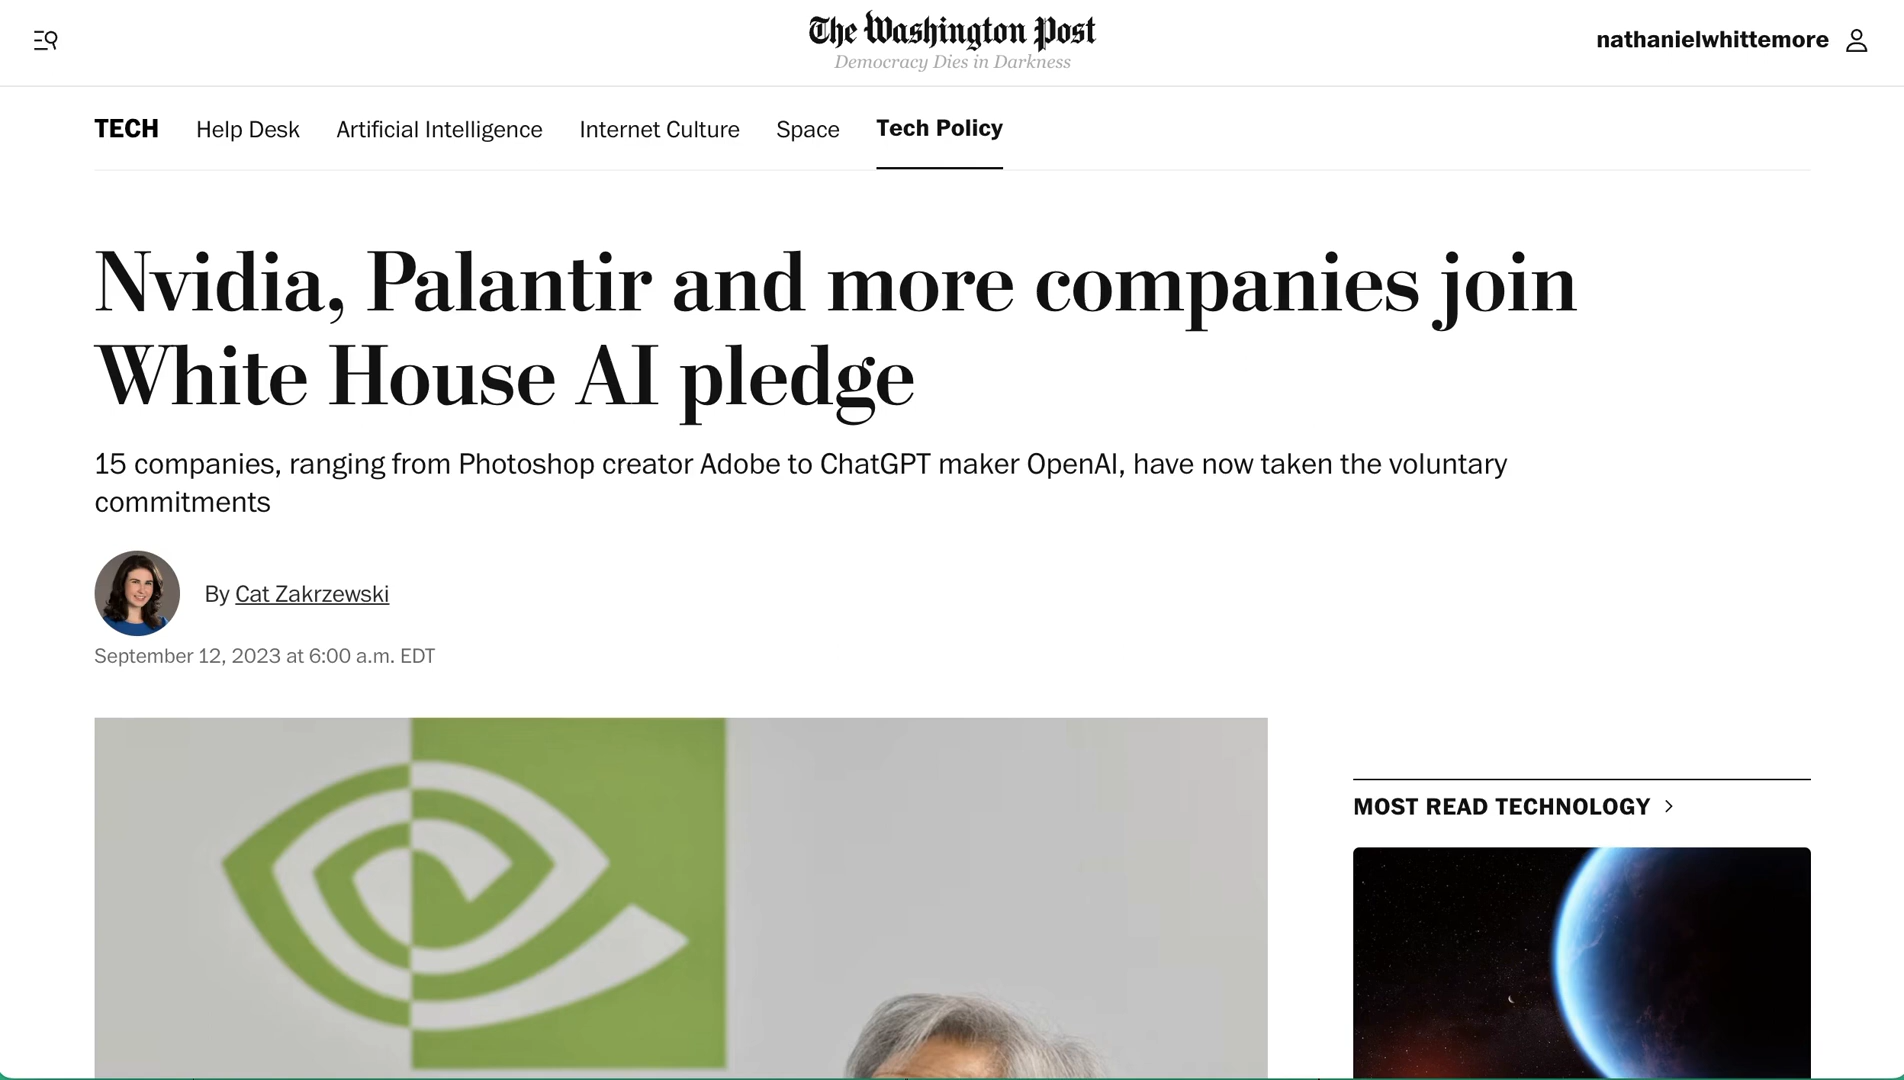 The Washington Post
Democracy Dies in Darkness
nathanielwhittemore
TECH Help Desk Artificial Intelligence Internet Culture Space Tech Policy
Nvidia, Palantir and more companies join
White House AI pledge
15 companies, ranging from Photoshop creator Adobe to ChatGPT maker OpenAI, have now taken the voluntary
commitments
By Cat Zakrzewski
September 12, 2023 at 6:00 a.m. EDT
MOST READ TECHNOLOGY